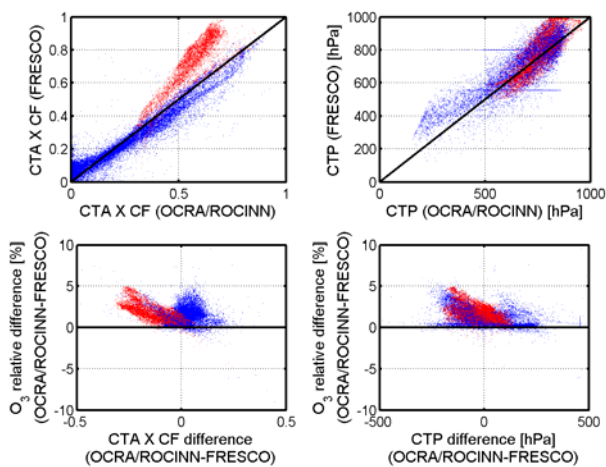 1
0.8
0.6
0.4
0.2
0
0 0.5 1
CTA X CF (FRESCO)
CTA X CF (OCRA/ROCINN)
1000
800
600
400
200
0
0 500 1000
CTP (FRESCO) [hPa]
CTP (OCRA/ROCINN) [hPa]
10
5
0
-5
-10
-0.5 0 0.5
O3 relative difference [%]
(OCRA/ROCINN-FRESCO)
CTA X CF difference
(OCRA/ROCINN-FRESCO)
10
5
0
-5
-10
-500 0 500
O3 relative difference [%]
(OCRA/ROCINN-FRESCO)
CTP difference [hPa]
(OCRA/ROCINN-FRESCO)